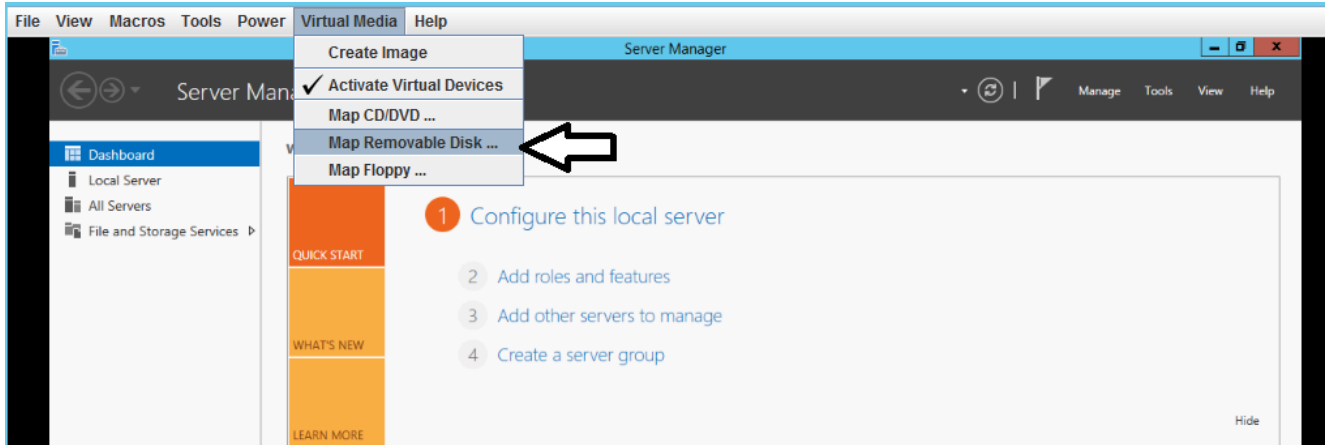 File View Macros Tools Power Virtual Media Help
Create Image
Server Manager
Server Mana
Activate Virtual Devices
Manage Tools View Help
Map CD/DVD ...
Map Removable Disk ...
Map Floppy ...
Dashboard
Local Server
All Servers
File and Storage Services
1 Configure this local server
QUICK START
2 Add roles and features
3 Add other servers to manage
WHAT'S NEW
4 Create a server group
Hide
LEARN MORE